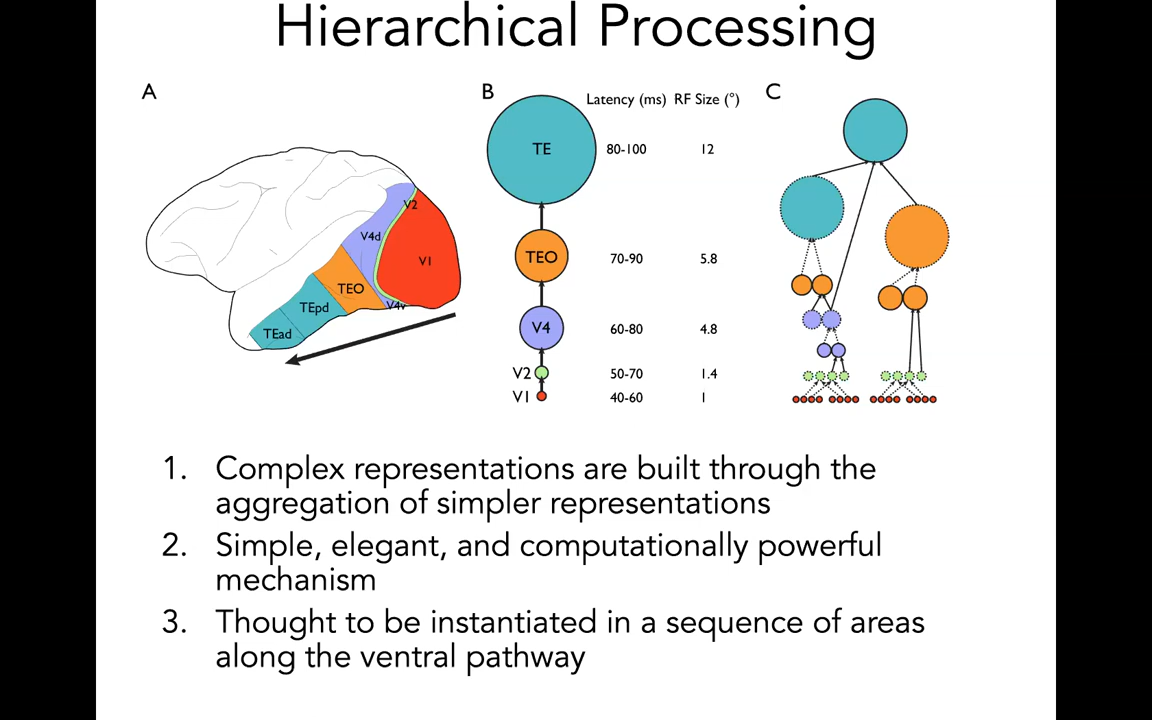 Hierarchical Processing
A
V2
V4d
V1
TEO
V4v
TEpd
TEad
B
Latency (ms) RF Size (°)
TE 80-100 12
TEO 70-90 5.8
V4 60-80 4.8
V2 50-70 1.4
V1 40-60 1
C
1. Complex representations are built through the
aggregation of simpler representations
2. Simple, elegant, and computationally powerful
mechanism
3. Thought to be instantiated in a sequence of areas
along the ventral pathway